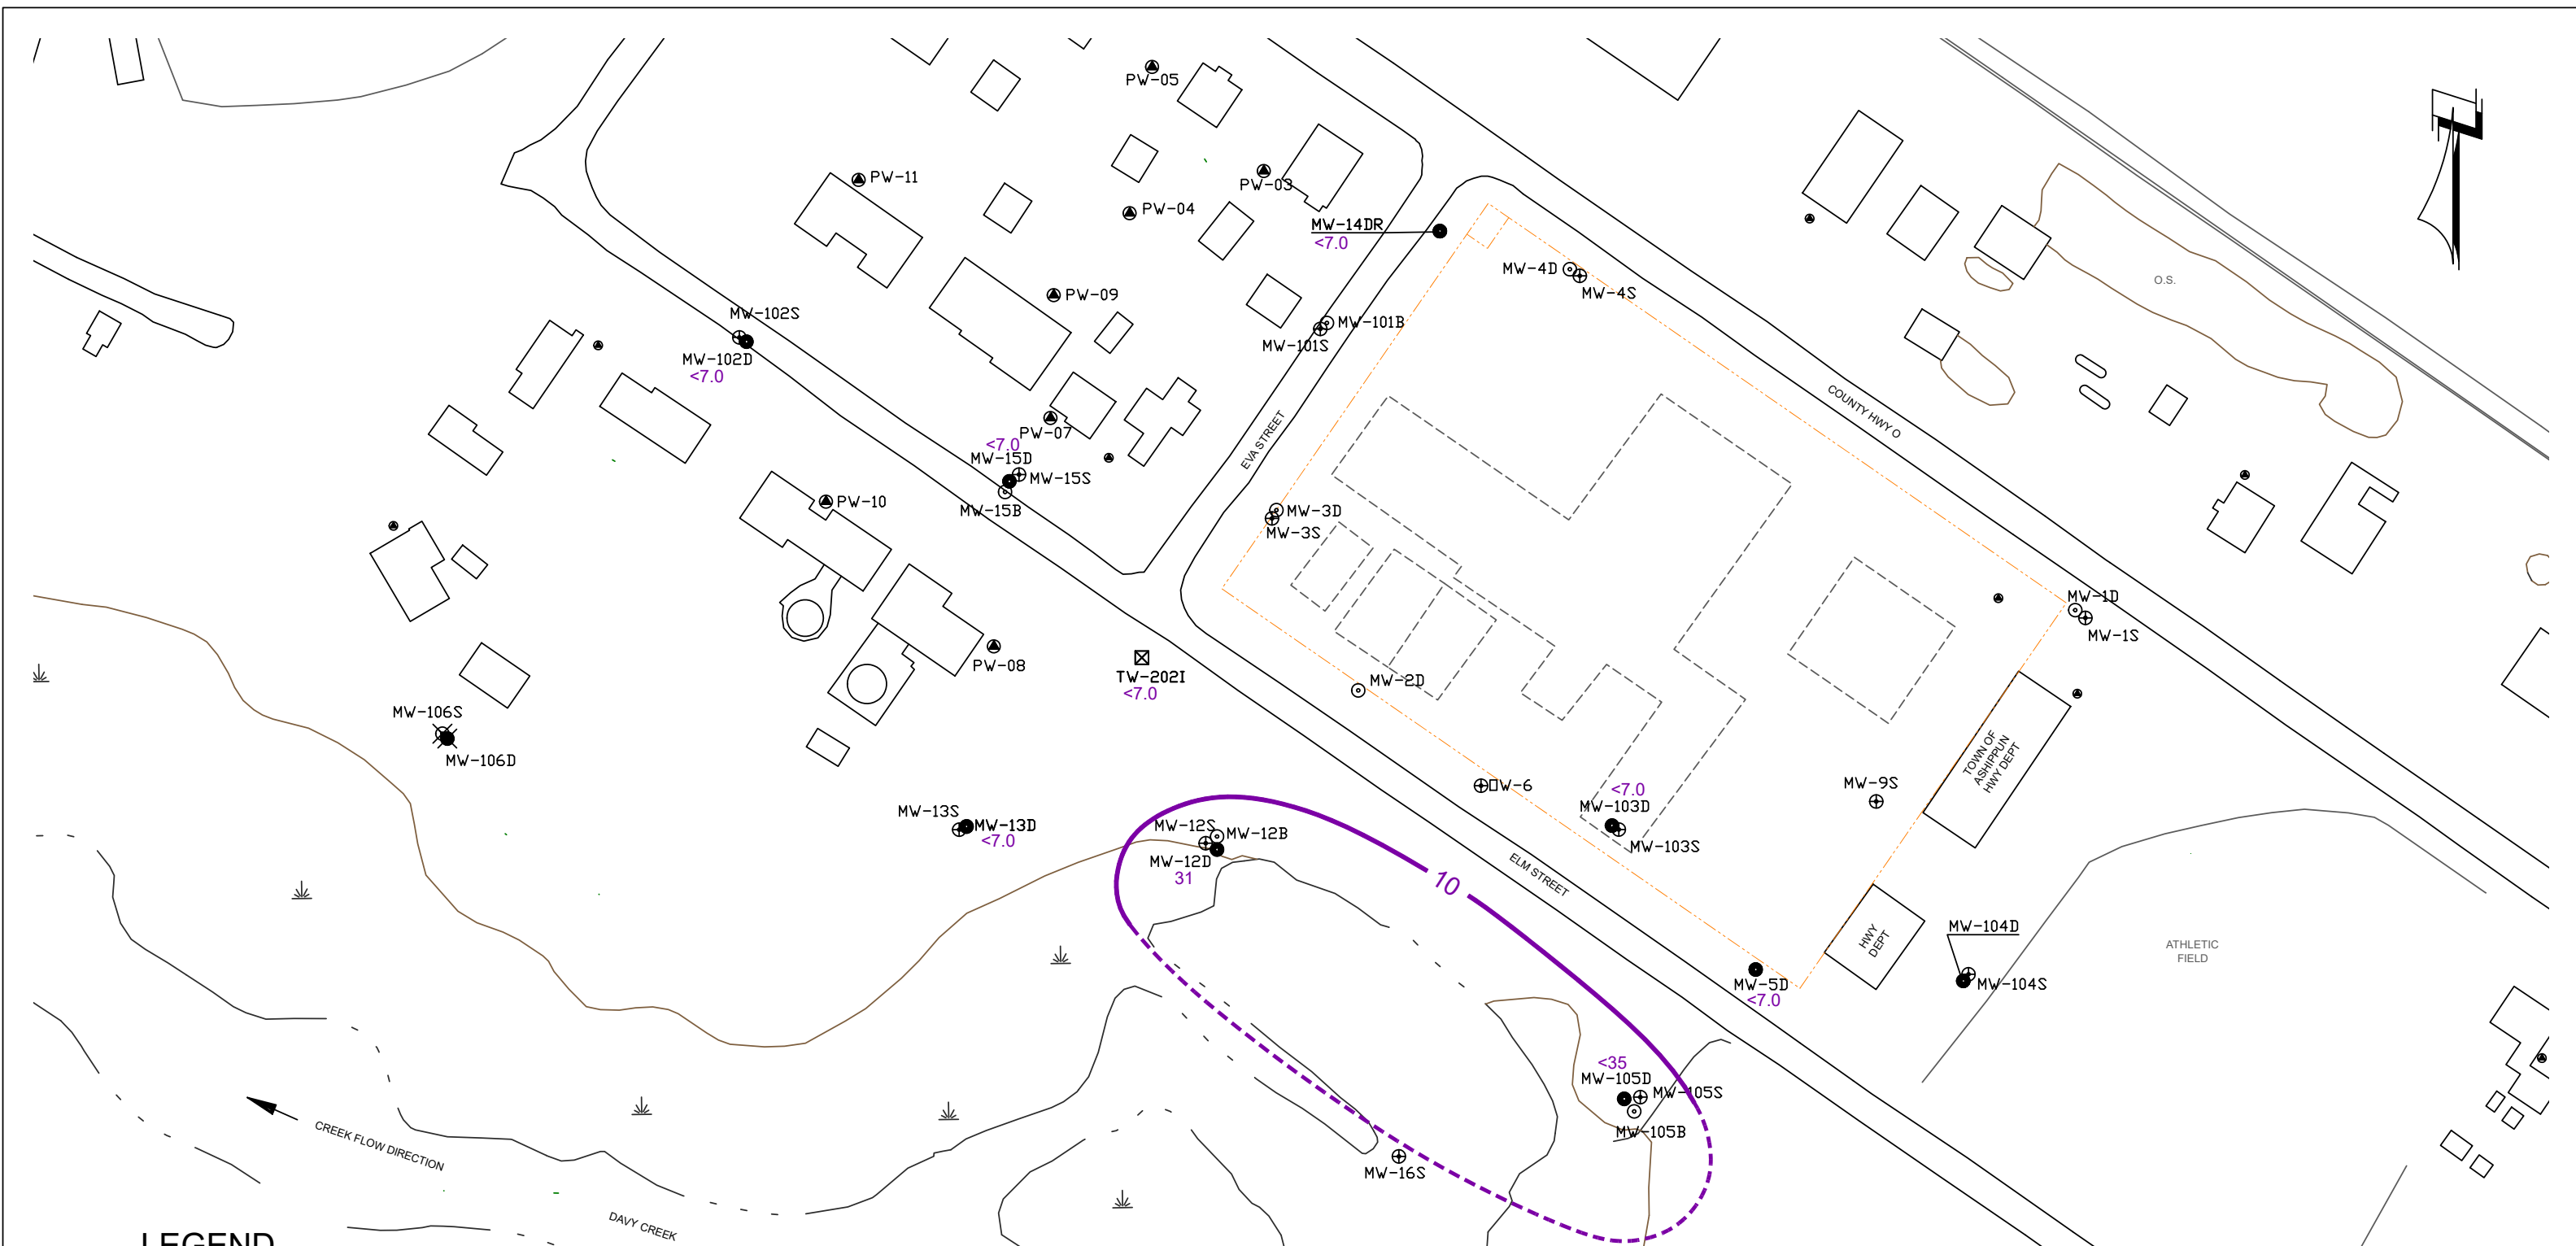 PW-05
PW-11
PW-03
PW-04
MW-14DR
<7.0
MW-4D
MW-4S
O.S.
PW-09
MW-102S
MW-101B
MW-101S
MW-102D
<7.0
COUNTY HWY O
EVA STREET
PW-07
<7.0
MW-15D
MW-15S
MW-15B
PW-10
MW-3D
MW-3S
MW-1D
MW-1S
PW-08
TW-202I
<7.0
MW-2D
MW-106S
MW-106D
TOWN OF
ASHIPPUN
HWY DEPT
OW-6
<7.0
MW-103D
MW-103S
MW-9S
MW-13S
MW-13D
<7.0
MW-12S
MW-12B
MW-12D
31
10
ELM STREET
HWY
DEPT
MW-104D
MW-104S
ATHLETIC
FIELD
MW-5D
<7.0
<35
MW-105D
MW-105S
MW-105B
MW-16S
CREEK FLOW DIRECTION
DAVY CREEK
LEGEND